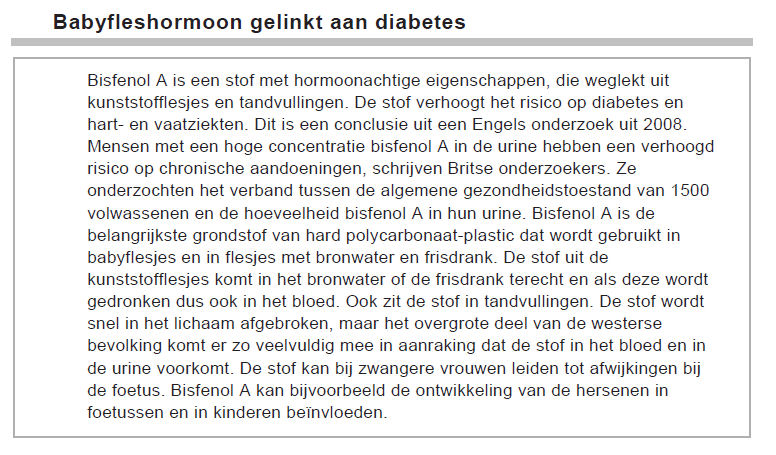 Babyfleshormoon gelinkt aan diabetes
Bisfenol A is een stof met hormoonachtige eigenschappen, die weglekt uit
kunststofflesjes en tandvullingen. De stof verhoogt het risico op diabetes en
hart- en vaatziekten. Dit is een conclusie uit een Engels onderzoek uit 2008.
Mensen met een hoge concentratie bisfenol A in de urine hebben een verhoogd
risico op chronische aandoeningen, schrijven Britse onderzoekers. Ze
onderzochten het verband tussen de algemene gezondheidstoestand van 1500
volwassenen en de hoeveelheid bisfenol A in hun urine. Bisfenol A is de
belangrijkste grondstof van hard polycarbonaat-plastic dat wordt gebruikt in
babyflesjes en in flesjes met bronwater en frisdrank. De stof uit de
kunststofflesjes komt in het bronwater of de frisdrank terecht en als deze wordt
gedronken dus ook in het bloed. Ook zit de stof in tandvullingen. De stof wordt
snel in het lichaam afgebroken, maar het overgrote deel van de westerse
bevolking komt er zo veelvuldig mee in aanraking dat de stof in het bloed en in
de urine voorkomt. De stof kan bij zwangere vrouwen leiden tot afwijkingen bij
de foetus. Bisfenol A kan bijvoorbeeld de ontwikkeling van de hersenen in
foetussen en in kinderen beïnvloeden.